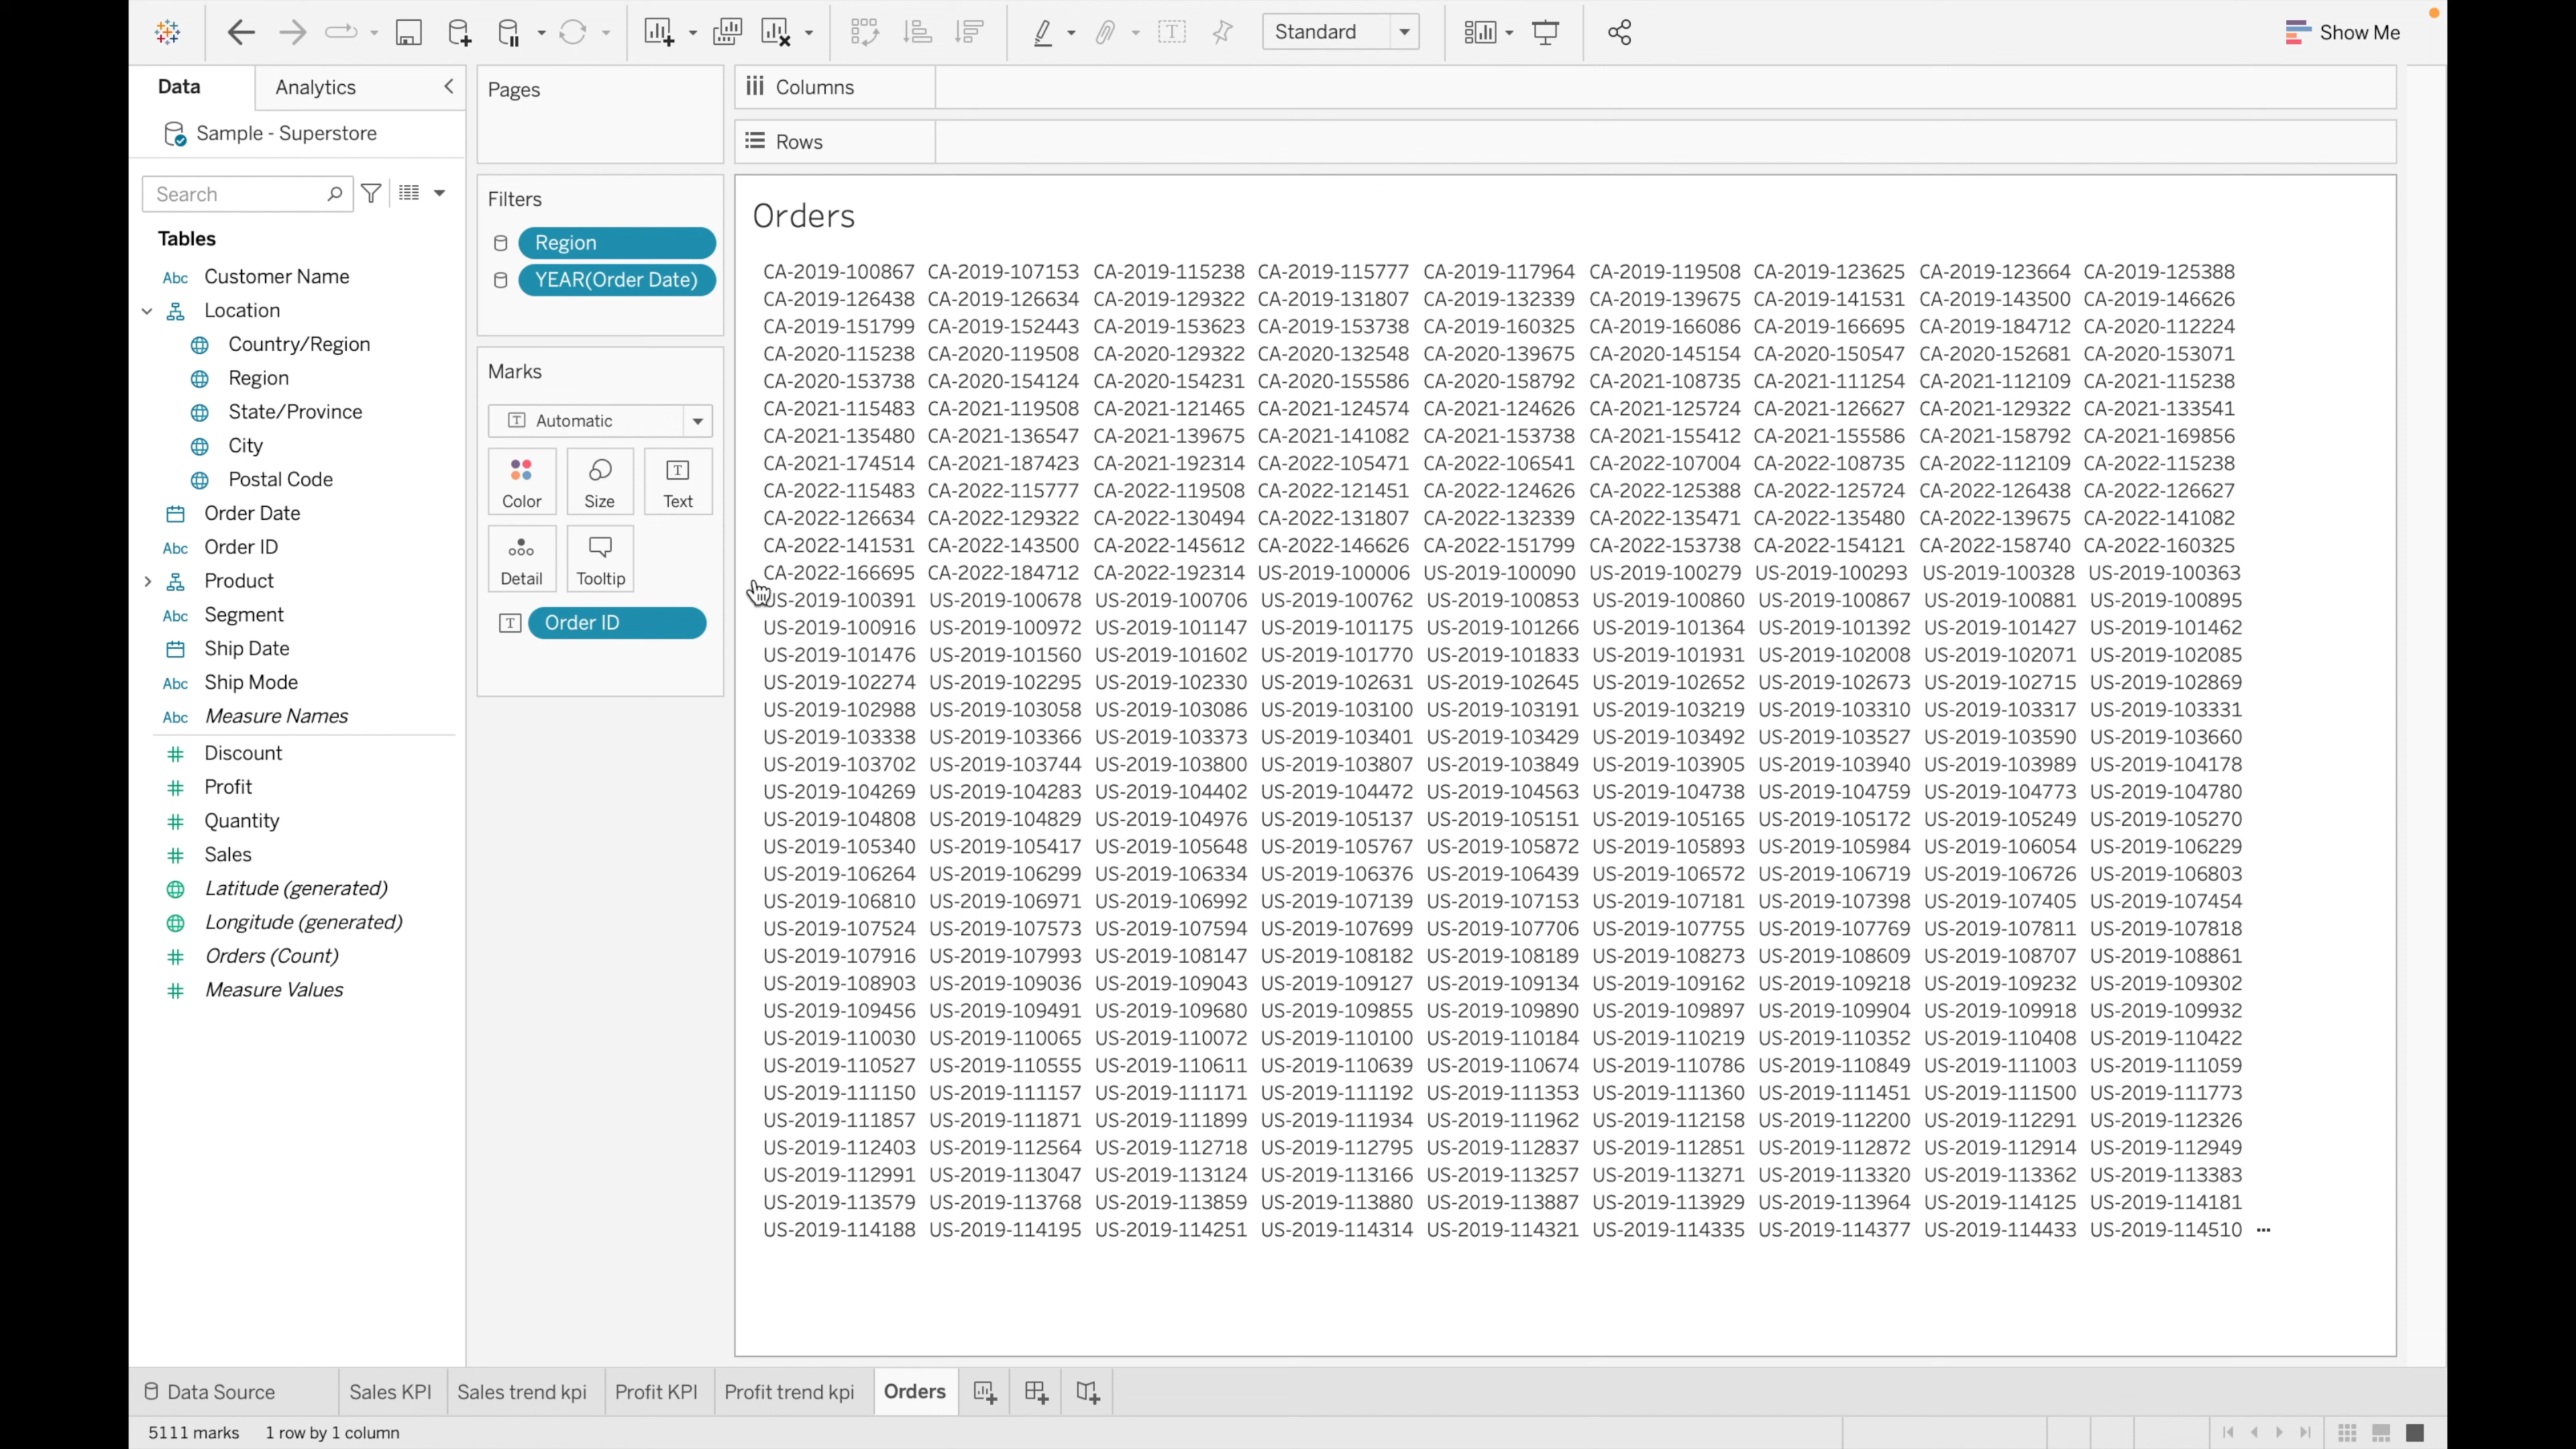 Standard
Show Me
Data
Analytics
Sample - Superstore
Search
Tables
Abc Customer Name
Location
Country/Region
Region
State/Province
City
Postal Code
Order Date
Abc Order ID
Product
Abc Segment
Ship Date
Abc Ship Mode
Abc Measure Names
Discount
Profit
Quantity
Sales
Latitude (generated)
Longitude (generated)
Orders (Count)
Measure Values
Pages
Filters
Region
YEAR(Order Date)
Marks
Automatic
Color Size Text
Detail Tooltip
Order ID
Columns
Rows
Orders
CA-2019-100867 CA-2019-107153 CA-2019-115238 CA-2019-115777 CA-2019-117964 CA-2019-119508 CA-2019-123625 CA-2019-123664 CA-2019-125388
CA-2019-126438 CA-2019-126634 CA-2019-129322 CA-2019-131807 CA-2019-132339 CA-2019-139675 CA-2019-141531 CA-2019-143500 CA-2019-146626
CA-2019-151799 CA-2019-152443 CA-2019-153623 CA-2019-153738 CA-2019-160325 CA-2019-166086 CA-2019-166695 CA-2019-184712 CA-2020-112224
CA-2020-115238 CA-2020-119508 CA-2020-129322 CA-2020-132548 CA-2020-139675 CA-2020-145154 CA-2020-150547 CA-2020-152681 CA-2020-153071
CA-2020-153738 CA-2020-154124 CA-2020-154231 CA-2020-155586 CA-2020-158792 CA-2021-108735 CA-2021-111254 CA-2021-112109 CA-2021-115238
CA-2021-115483 CA-2021-119508 CA-2021-121465 CA-2021-124574 CA-2021-124626 CA-2021-125724 CA-2021-126627 CA-2021-129322 CA-2021-133541
CA-2021-135480 CA-2021-136547 CA-2021-139675 CA-2021-141082 CA-2021-153738 CA-2021-155412 CA-2021-155586 CA-2021-158792 CA-2021-169856
CA-2021-174514 CA-2021-187423 CA-2021-192314 CA-2022-105471 CA-2022-106541 CA-2022-107004 CA-2022-108735 CA-2022-112109 CA-2022-115238
CA-2022-115483 CA-2022-115777 CA-2022-119508 CA-2022-121451 CA-2022-124626 CA-2022-125388 CA-2022-125724 CA-2022-126438 CA-2022-126627
CA-2022-126634 CA-2022-129322 CA-2022-130494 CA-2022-131807 CA-2022-132339 CA-2022-135471 CA-2022-135480 CA-2022-139675 CA-2022-141082
CA-2022-141531 CA-2022-143500 CA-2022-145612 CA-2022-146626 CA-2022-151799 CA-2022-153738 CA-2022-154121 CA-2022-158740 CA-2022-160325
CA-2022-166695 CA-2022-184712 CA-2022-192314 US-2019-100006 US-2019-100090 US-2019-100279 US-2019-100293 US-2019-100328 US-2019-100363
US-2019-100391 US-2019-100678 US-2019-100706 US-2019-100762 US-2019-100853 US-2019-100860 US-2019-100867 US-2019-100881 US-2019-100895
US-2019-100916 US-2019-100972 US-2019-101147 US-2019-101175 US-2019-101266 US-2019-101364 US-2019-101392 US-2019-101427 US-2019-101462
US-2019-101476 US-2019-101560 US-2019-101602 US-2019-101770 US-2019-101833 US-2019-101931 US-2019-102008 US-2019-102071 US-2019-102085
US-2019-102274 US-2019-102295 US-2019-102330 US-2019-102631 US-2019-102645 US-2019-102652 US-2019-102673 US-2019-102715 US-2019-102869
US-2019-102988 US-2019-103058 US-2019-103086 US-2019-103100 US-2019-103191 US-2019-103219 US-2019-103310 US-2019-103317 US-2019-103331
US-2019-103338 US-2019-103366 US-2019-103373 US-2019-103401 US-2019-103429 US-2019-103492 US-2019-103527 US-2019-103590 US-2019-103660
US-2019-103702 US-2019-103744 US-2019-103800 US-2019-103807 US-2019-103849 US-2019-103905 US-2019-103940 US-2019-103989 US-2019-104178
US-2019-104269 US-2019-104283 US-2019-104402 US-2019-104472 US-2019-104563 US-2019-104738 US-2019-104759 US-2019-104773 US-2019-104780
US-2019-104808 US-2019-104829 US-2019-104976 US-2019-105137 US-2019-105151 US-2019-105165 US-2019-105172 US-2019-105249 US-2019-105270
US-2019-105340 US-2019-105417 US-2019-105648 US-2019-105767 US-2019-105872 US-2019-105893 US-2019-105984 US-2019-106054 US-2019-106229
US-2019-106264 US-2019-106299 US-2019-106334 US-2019-106376 US-2019-106439 US-2019-106572 US-2019-106719 US-2019-106726 US-2019-106803
US-2019-106810 US-2019-106971 US-2019-106992 US-2019-107139 US-2019-107153 US-2019-107181 US-2019-107398 US-2019-107405 US-2019-107454
US-2019-107524 US-2019-107573 US-2019-107594 US-2019-107699 US-2019-107706 US-2019-107755 US-2019-107769 US-2019-107811 US-2019-107818
US-2019-107916 US-2019-107993 US-2019-108147 US-2019-108182 US-2019-108189 US-2019-108273 US-2019-108609 US-2019-108707 US-2019-108861
US-2019-108903 US-2019-109036 US-2019-109043 US-2019-109127 US-2019-109134 US-2019-109162 US-2019-109218 US-2019-109232 US-2019-109302
US-2019-109456 US-2019-109491 US-2019-109680 US-2019-109855 US-2019-109890 US-2019-109897 US-2019-109904 US-2019-109918 US-2019-109932
US-2019-110030 US-2019-110065 US-2019-110072 US-2019-110100 US-2019-110184 US-2019-110219 US-2019-110352 US-2019-110408 US-2019-110422
US-2019-110527 US-2019-110555 US-2019-110611 US-2019-110639 US-2019-110674 US-2019-110786 US-2019-110849 US-2019-111003 US-2019-111059
US-2019-111150 US-2019-111157 US-2019-111171 US-2019-111192 US-2019-111353 US-2019-111360 US-2019-111451 US-2019-111500 US-2019-111773
US-2019-111857 US-2019-111871 US-2019-111899 US-2019-111934 US-2019-111962 US-2019-112158 US-2019-112200 US-2019-112291 US-2019-112326
US-2019-112403 US-2019-112564 US-2019-112718 US-2019-112795 US-2019-112837 US-2019-112851 US-2019-112872 US-2019-112914 US-2019-112949
US-2019-112991 US-2019-113047 US-2019-113124 US-2019-113166 US-2019-113257 US-2019-113271 US-2019-113320 US-2019-113362 US-2019-113383
US-2019-113579 US-2019-113768 US-2019-113859 US-2019-113880 US-2019-113887 US-2019-113929 US-2019-113964 US-2019-114125 US-2019-114181
US-2019-114188 US-2019-114195 US-2019-114251 US-2019-114314 US-2019-114321 US-2019-114335 US-2019-114377 US-2019-114433 US-2019-114510 ...
Data Source Sales KPI Sales trend kpi Profit KPI Profit trend kpi Orders
5111 marks 1 row by 1 column